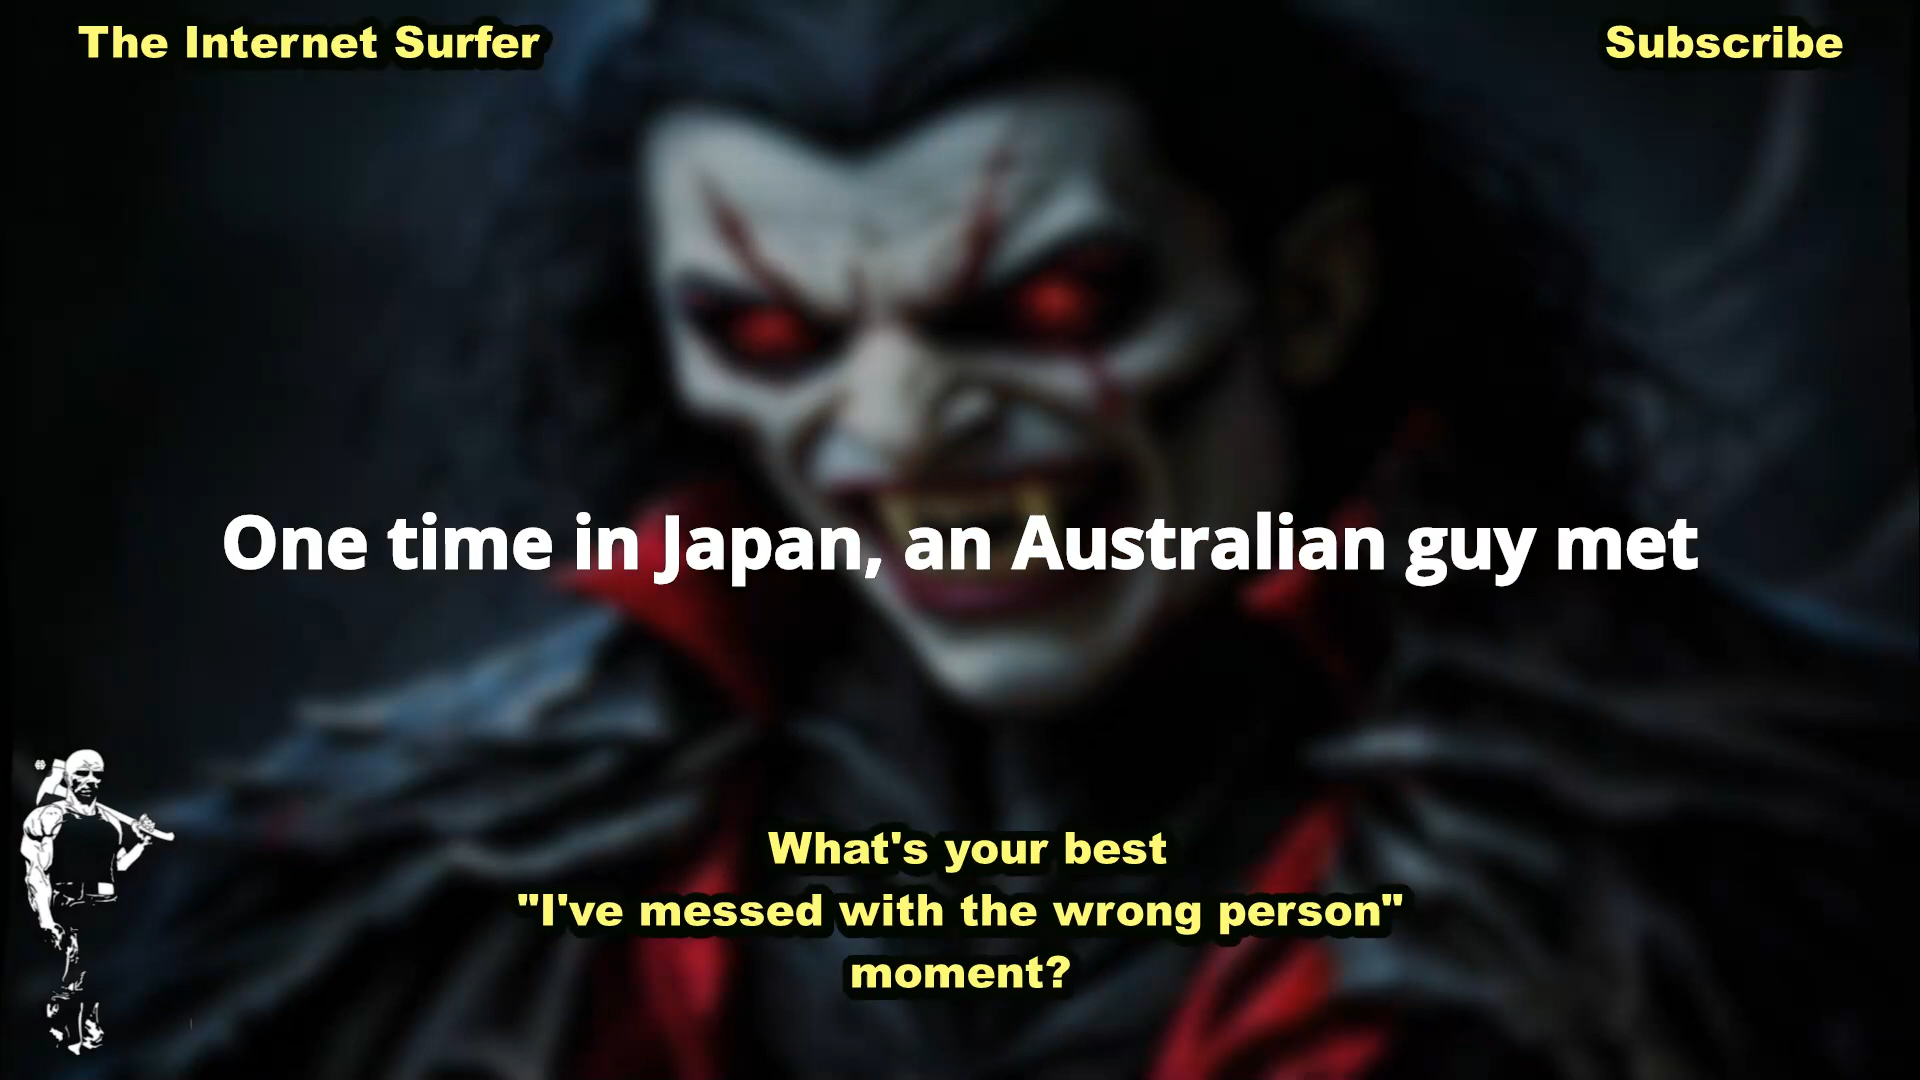 The Internet Surfer
Subscribe
One time in Japan, an Australian guy met
What's your best
"I've messed with the wrong person"
moment?